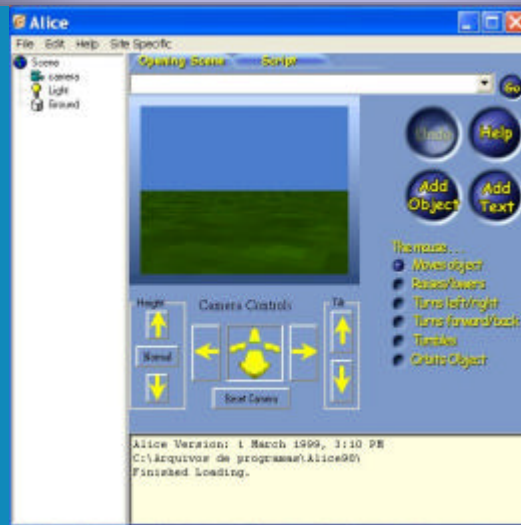 Alice
File Edit Help Site Specific
Scene
camera
Light
Ground
Opening Scene Script
Go
Undo Help
Add Object Add Text
The mouse...
Moves object
Raises/lowers
Turns left/right
Turns forward/back
Tumbles
Orbits Object
Height Camera Controls Tilt
Normal
Reset Camera
Alice Version: 1 March 1999, 3:10 PM
C:\Arquivos de programas\Alice98\
Finished Loading.